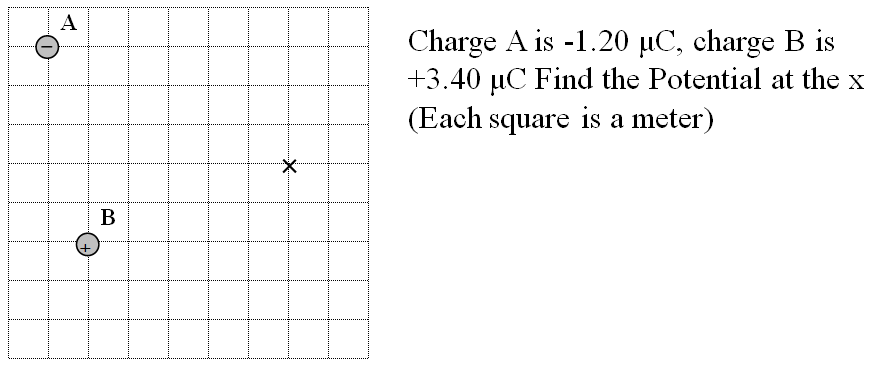 A
−
Charge A is -1.20 μC, charge B is
+3.40 μC Find the Potential at the x
(Each square is a meter)
×
B
+